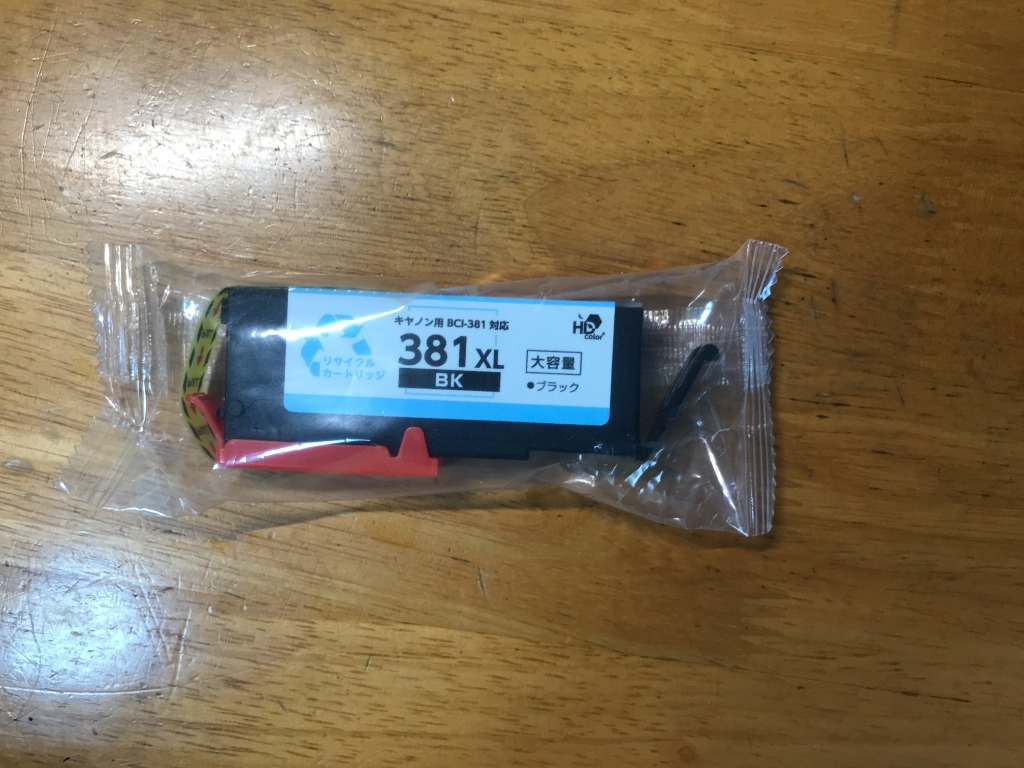 キヤノン用 BCI-381 対応
381XL
BK
リサイクル
カートリッジ
HD
color
大容量
●ブラック